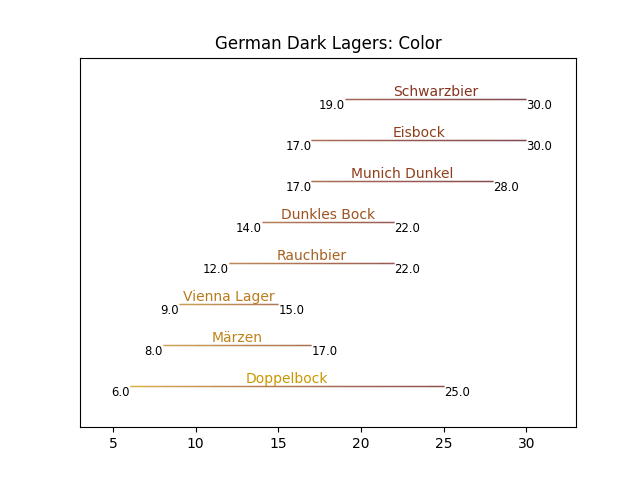 German Dark Lagers: Color
Schwarzbier
19.0 30.0
Eisbock
17.0 30.0
Munich Dunkel
17.0 28.0
Dunkles Bock
14.0 22.0
Rauchbier
12.0 22.0
Vienna Lager
9.0 15.0
Märzen
8.0 17.0
Doppelbock
6.0 25.0
5 10 15 20 25 30